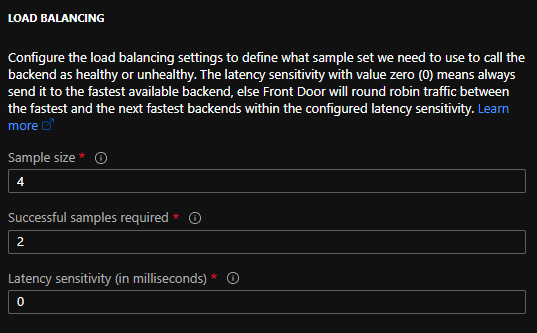 LOAD BALANCING
Configure the load balancing settings to define what sample set we need to use to call the
backend as healthy or unhealthy. The latency sensitivity with value zero (0) means always
send it to the fastest available backend, else Front Door will round robin traffic between
the fastest and the next fastest backends within the configured latency sensitivity. Learn
more
Sample size *
4
Successful samples required *
2
Latency sensitivity (in milliseconds) *
0